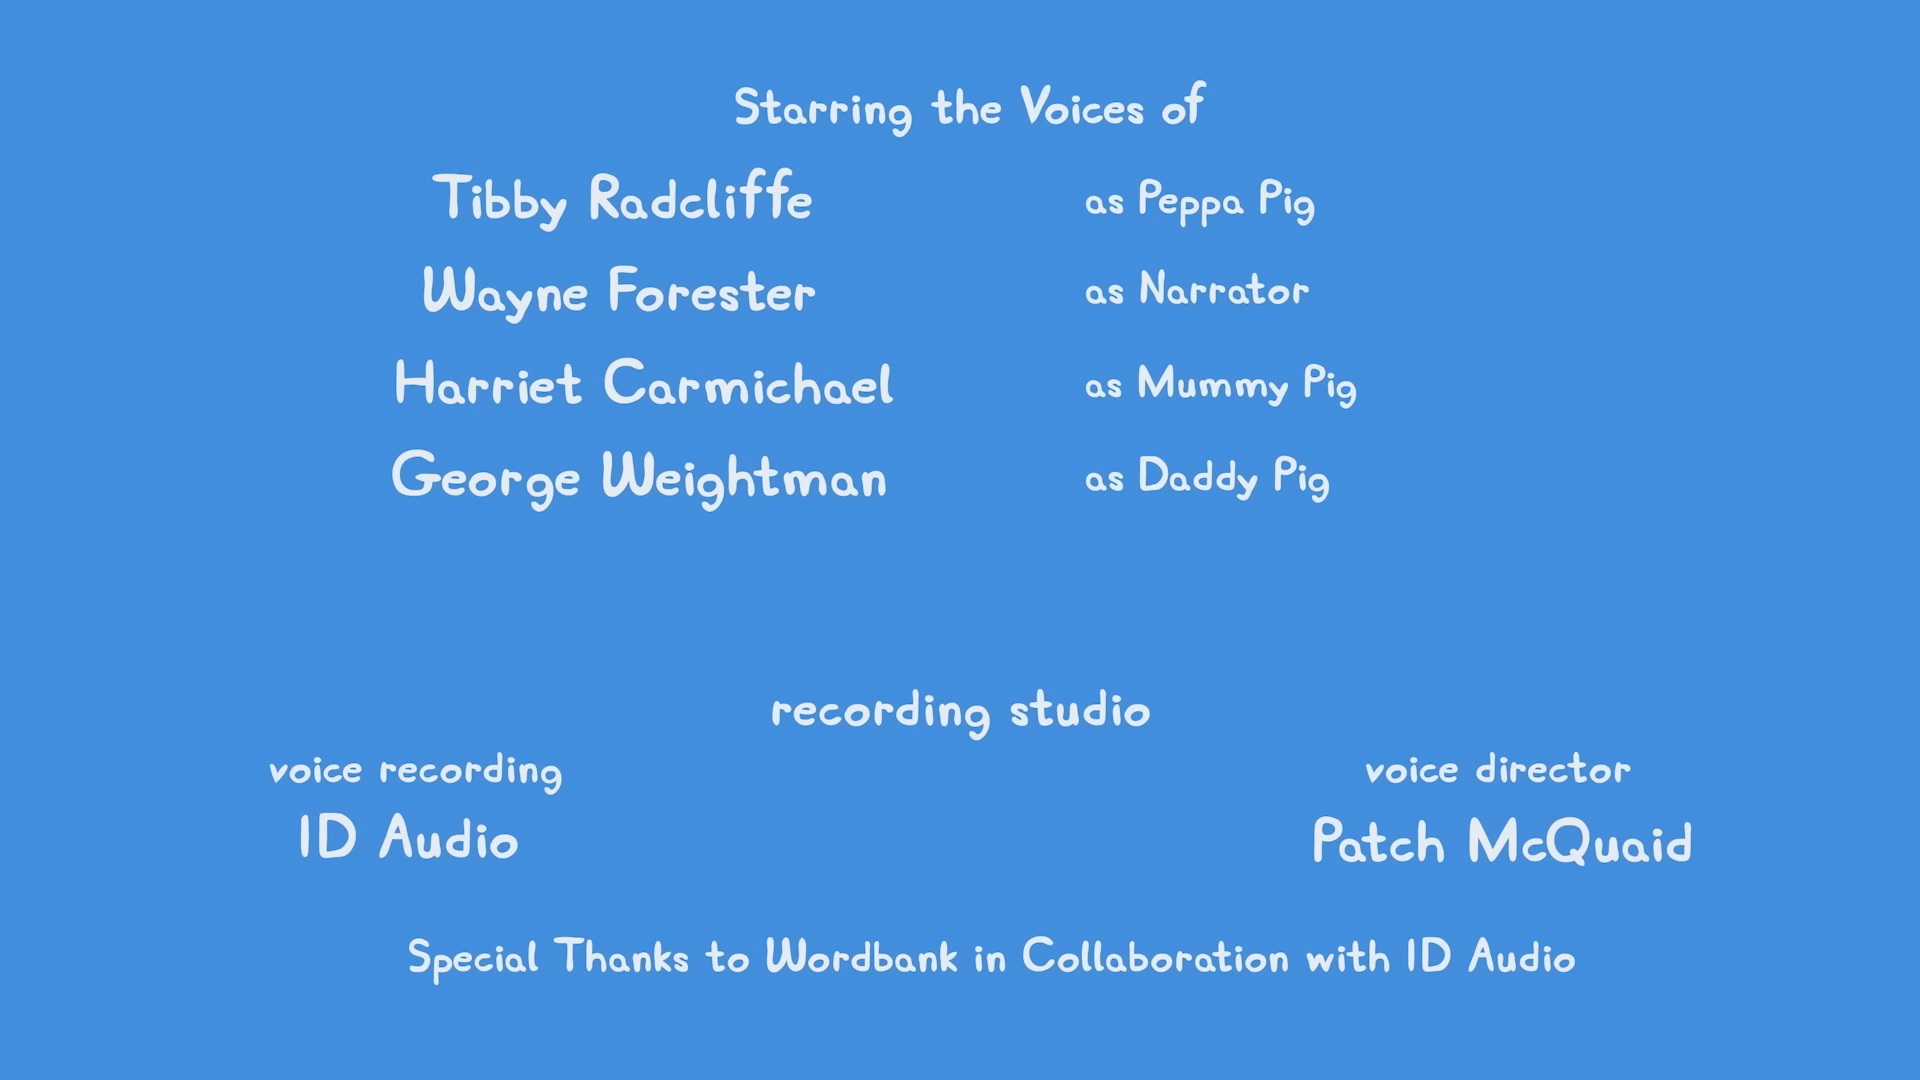 Starring the Voices of
Tibby Radcliffe as Peppa Pig
Wayne Forester as Narrator
Harriet Carmichael as Mummy Pig
George Weightman as Daddy Pig
recording studio
voice recording
ID Audio
voice director
Patch McQuaid
Special Thanks to Wordbank in Collaboration with ID Audio